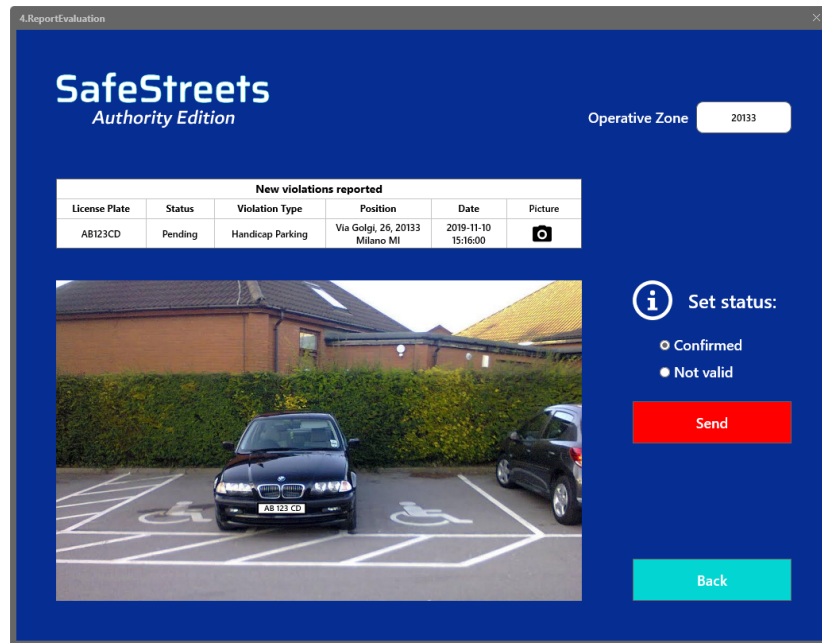 4.ReportEvaluation
SafeStreets
Authority Edition
Operative Zone 20133
New violations reported
License Plate Status Violation Type Position Date Picture
AB123CD Pending Handicap Parking Via Golgi, 26, 20133 Milano MI 2019-11-10 15:16:00
AB 123 CD
Set status:
Confirmed
Not valid
Send
Back